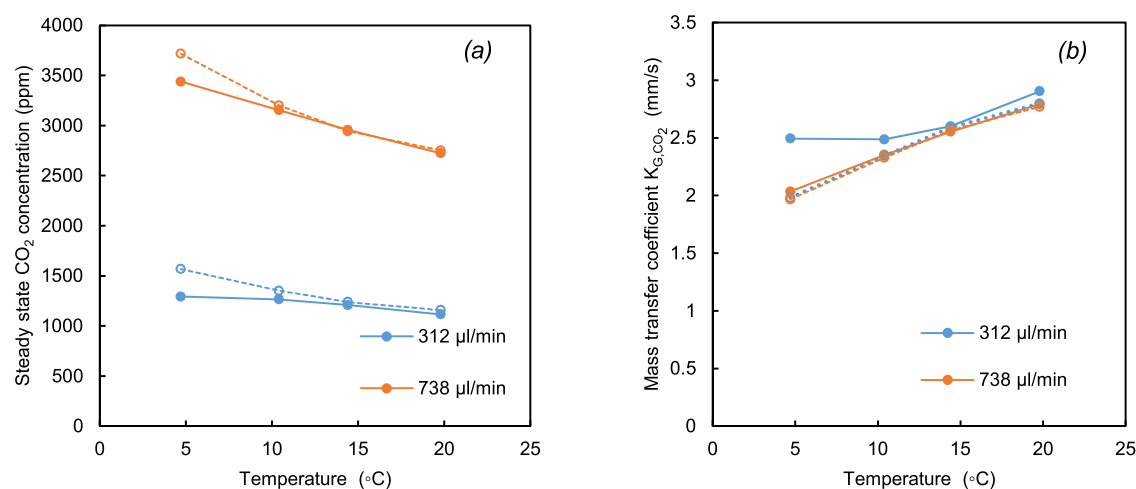 (a)
Steady state CO₂ concentration (ppm)
4000
3500
3000
2500
2000
1500
1000
500
0
312 µl/min
738 µl/min
0 5 10 15 20 25
Temperature (◦C)
(b)
Mass transfer coefficient K_G,CO₂ (mm/s)
3.5
3
2.5
2
1.5
1
0.5
0
312 µl/min
738 µl/min
0 5 10 15 20 25
Temperature (◦C)